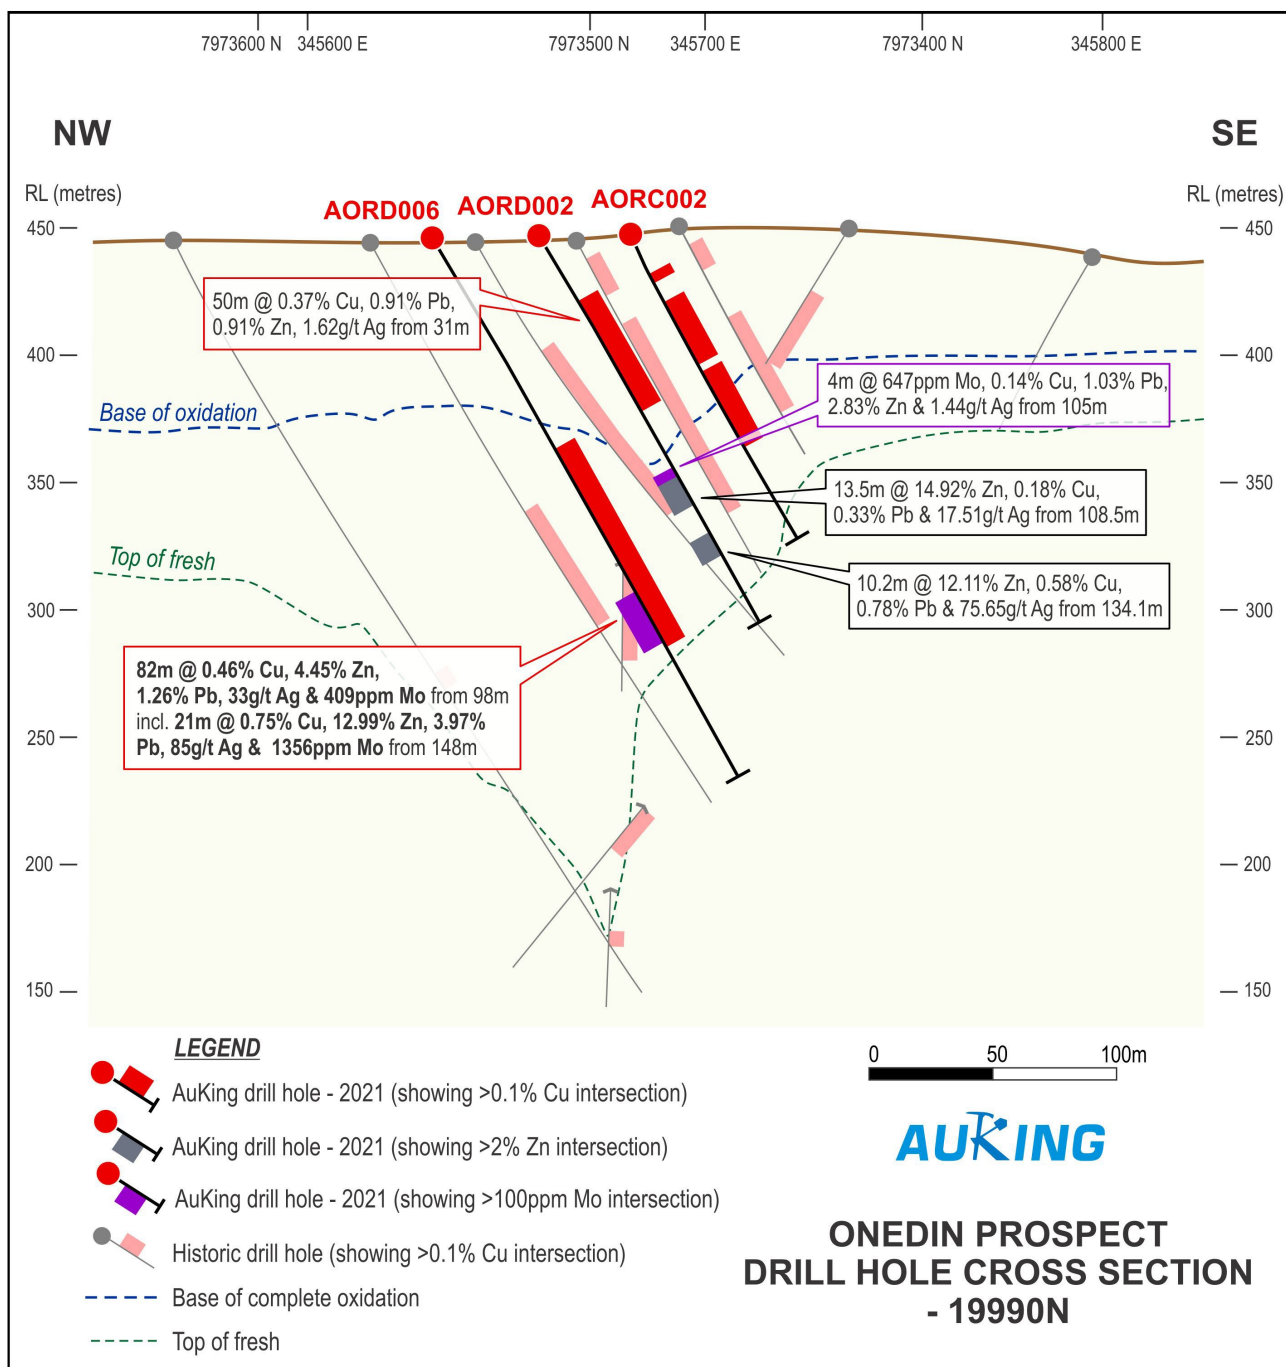 7973600 N 345600 E 7973500 N 345700 E 7973400 N 345800 E
NW SE
RL (metres) RL (metres)
AORD006 AORD002 AORC002
450 450
50m @ 0.37% Cu, 0.91% Pb,
0.91% Zn, 1.62g/t Ag from 31m
400 400
4m @ 647ppm Mo, 0.14% Cu, 1.03% Pb,
2.83% Zn & 1.44g/t Ag from 105m
Base of oxidation
350 350
13.5m @ 14.92% Zn, 0.18% Cu,
0.33% Pb & 17.51g/t Ag from 108.5m
Top of fresh
10.2m @ 12.11% Zn, 0.58% Cu,
0.78% Pb & 75.65g/t Ag from 134.1m
300 300
82m @ 0.46% Cu, 4.45% Zn,
1.26% Pb, 33g/t Ag & 409ppm Mo from 98m
incl. 21m @ 0.75% Cu, 12.99% Zn, 3.97%
Pb, 85g/t Ag & 1356ppm Mo from 148m
250 250
200 200
150 150
LEGEND
AuKing drill hole - 2021 (showing >0.1% Cu intersection)
AuKing drill hole - 2021 (showing >2% Zn intersection)
AuKing drill hole - 2021 (showing >100ppm Mo intersection)
Historic drill hole (showing >0.1% Cu intersection)
Base of complete oxidation
Top of fresh
0 50 100m
AUKING
ONEDIN PROSPECT
DRILL HOLE CROSS SECTION
- 19990N